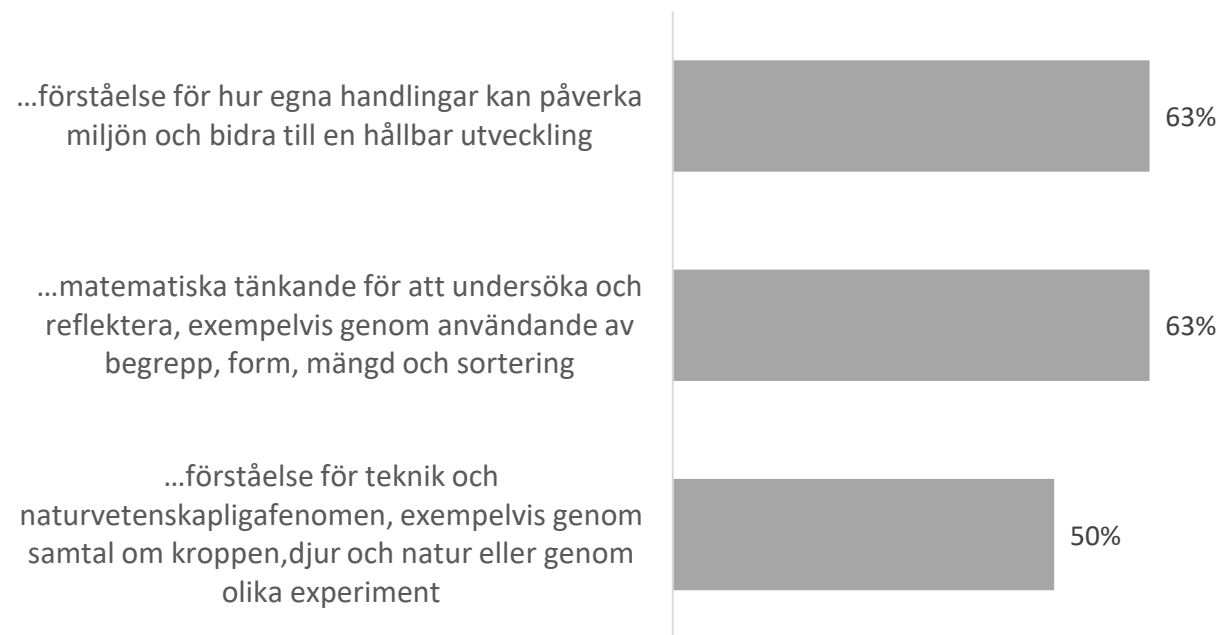 ...förståelse för hur egna handlingar kan påverka
miljön och bidra till en hållbar utveckling
63%
...matematiska tänkande för att undersöka och
reflektera, exempelvis genom användande av
begrepp, form, mängd och sortering
63%
...förståelse för teknik och
naturvetenskapligafenomen, exempelvis genom
samtal om kroppen,djur och natur eller genom
olika experiment
50%